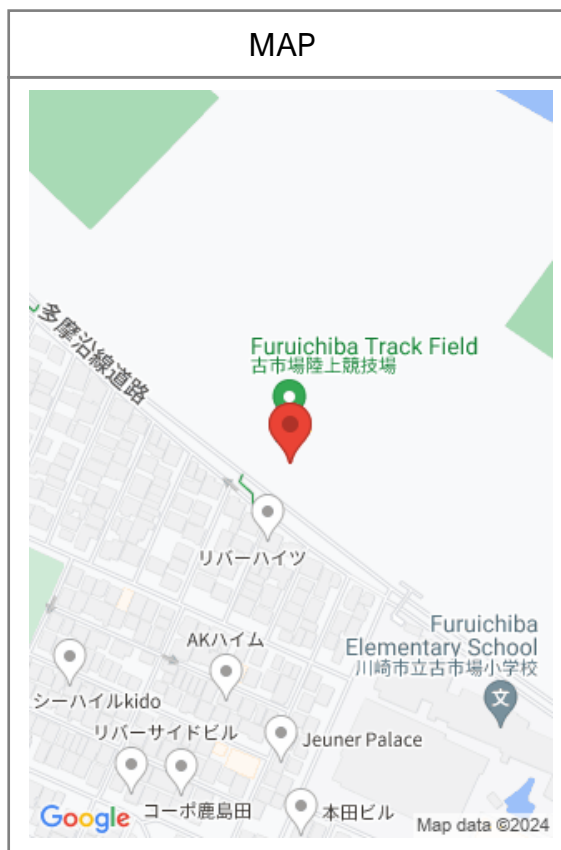 MAP
多摩沿線道路
Furuichiba Track Field
古市場陸上競技場
リバーハイツ
Furuichiba
Elementary School
川崎市立古市場小学校
文
AKハイム
シーハイルkido
リバーサイドビル
Jeuner Palace
コーポ鹿島田
本田ビル
Google
Map data ©2024